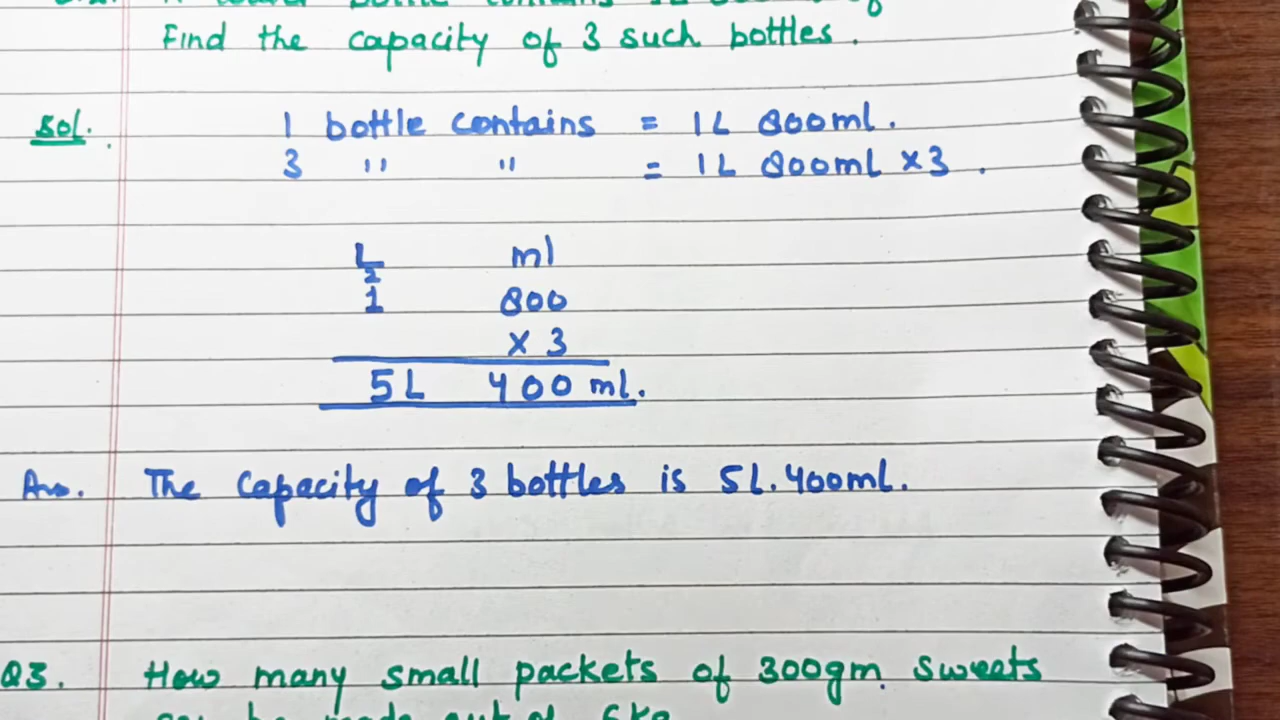 Find the capacity of 3 such bottles.
Sol. 1 bottle contains = 1L 800ml.
3 " " = 1L 800ml x3.
L ml
2
1 800
x 3
5L 400 ml.
Ans. The capacity of 3 bottles is 5L.400ml.
Q3. How many small packets of 300gm sweets